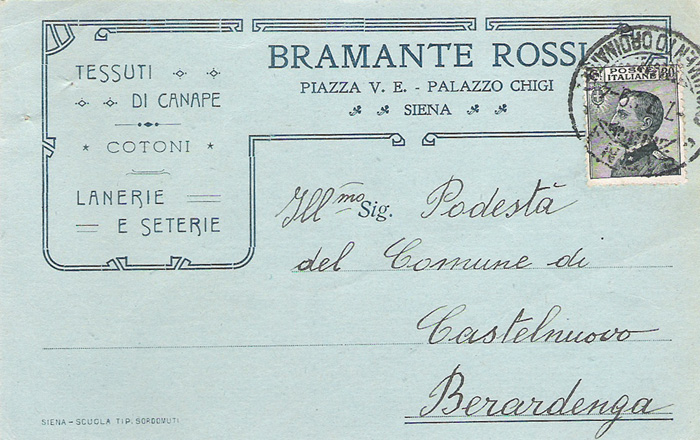 TESSUTI
DI CANAPE
* COTONI *
LANERIE
E SETERIE
BRAMANTE ROSSI
PIAZZA V. E. - PALAZZO CHIGI
SIENA
POSTE
ITALIANE
Ill.mo Sig. Podestà
del Comune di
Castelnuovo
Berardenga
SIENA - SCUOLA TIP. SORDOMUTI